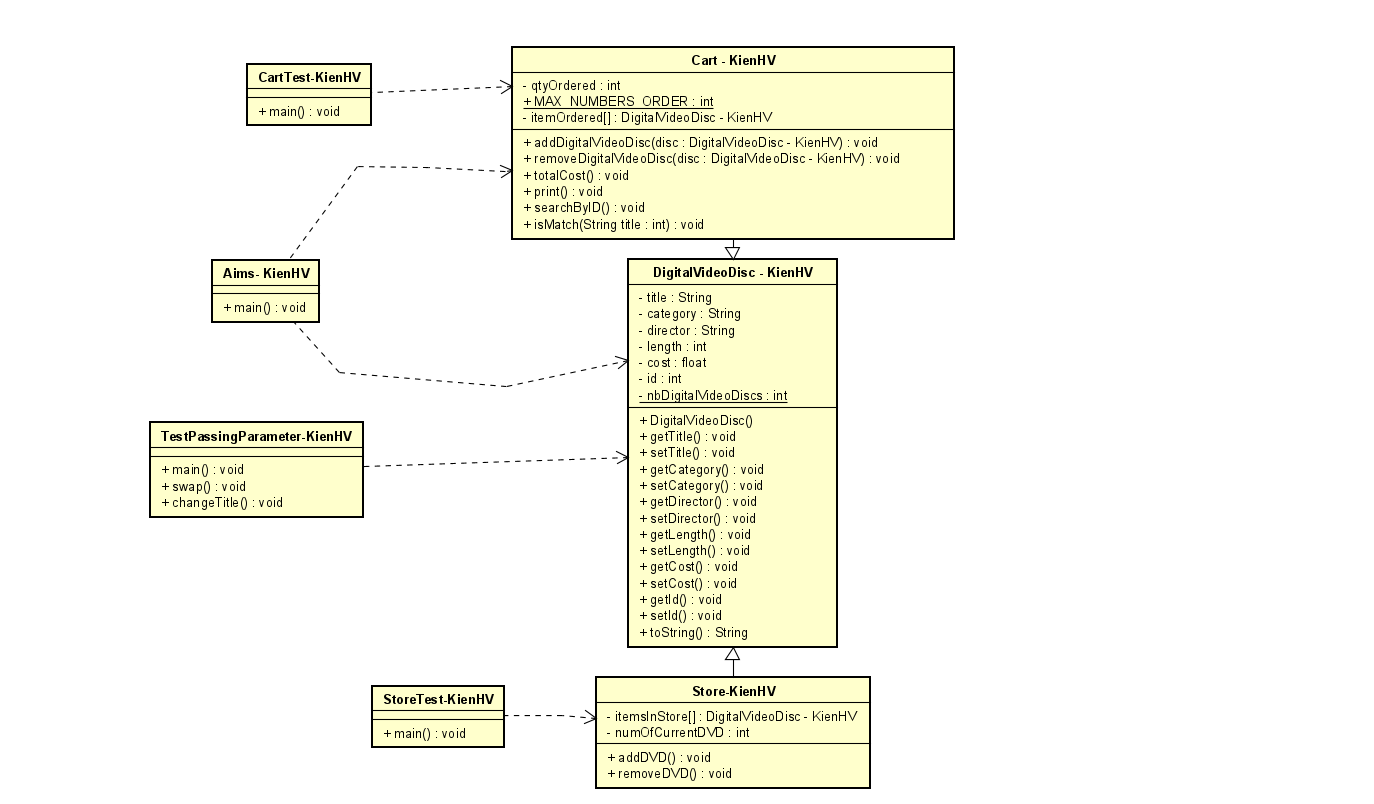 Cart - KienHV
- qtyOrdered : int
+ MAX_NUMBERS_ORDER : int
- itemOrdered[] : DigitalVideoDisc - KienHV
+ addDigitalVideoDisc(disc : DigitalVideoDisc - KienHV) : void
+ removeDigitalVideoDisc(disc : DigitalVideoDisc - KienHV) : void
+ totalCost() : void
+ print() : void
+ searchByID() : void
+ isMatch(String title : int) : void
CartTest-KienHV
+ main() : void
Aims- KienHV
+ main() : void
DigitalVideoDisc - KienHV
- title : String
- category : String
- director : String
- length : int
- cost : float
- id : int
- nbDigitalVideoDiscs : int
+ DigitalVideoDisc()
+ getTitle() : void
+ setTitle() : void
+ getCategory() : void
+ setCategory() : void
+ getDirector() : void
+ setDirector() : void
+ getLength() : void
+ setLength() : void
+ getCost() : void
+ setCost() : void
+ getId() : void
+ setId() : void
+ toString() : String
TestPassingParameter-KienHV
+ main() : void
+ swap() : void
+ changeTitle() : void
StoreTest-KienHV
+ main() : void
Store-KienHV
- itemsInStore[] : DigitalVideoDisc - KienHV
- numOfCurrentDVD : int
+ addDVD() : void
+ removeDVD() : void